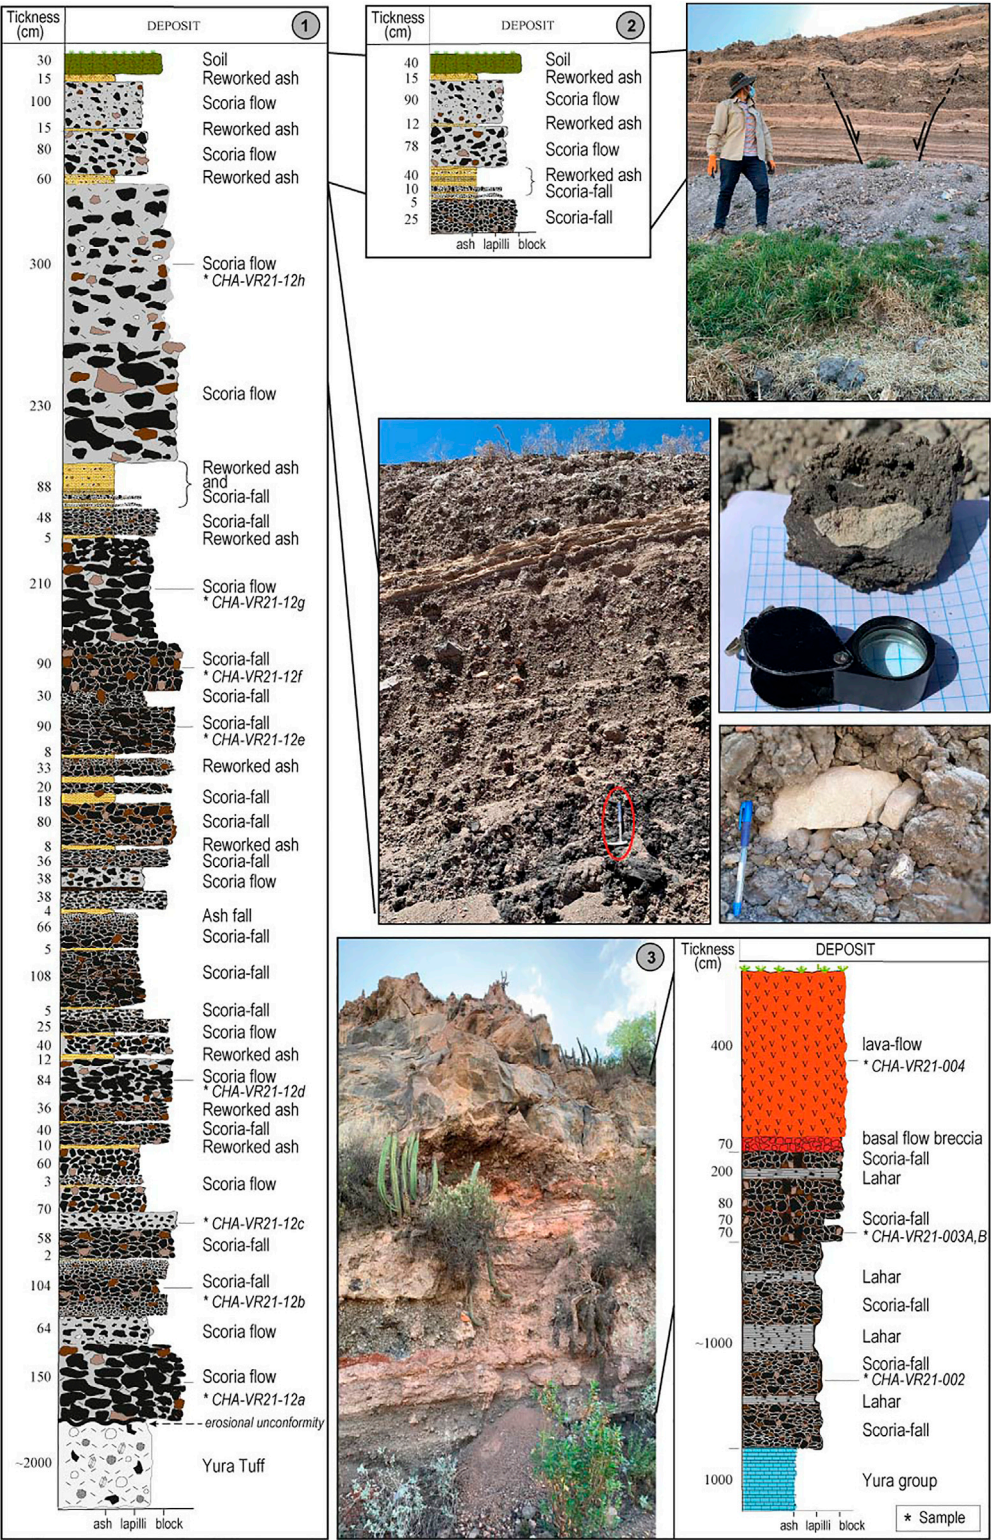 Tickness
(cm)
DEPOSIT
1
30
Soil
15
Reworked ash
100
Scoria flow
15
Reworked ash
80
Scoria flow
60
Reworked ash
300
Scoria flow
* CHA-VR21-12h
230
Scoria flow
88
Reworked ash
and
Scoria-fall
48
Scoria-fall
5
Reworked ash
210
Scoria flow
* CHA-VR21-12g
90
Scoria-fall
* CHA-VR21-12f
30
Scoria-fall
90
Scoria-fall
* CHA-VR21-12e
8
33
Reworked ash
20
18
Scoria-fall
80
Scoria-fall
8
Reworked ash
36
Scoria-fall
38
Scoria flow
38
4
Ash fall
66
Scoria-fall
5
108
Scoria-fall
5
Scoria-fall
25
Scoria flow
40
12
Reworked ash
84
Scoria flow
* CHA-VR21-12d
36
Reworked ash
40
Scoria-fall
10
Reworked ash
60
3
Scoria flow
70
* CHA-VR21-12c
58
Scoria-fall
2
104
Scoria-fall
* CHA-VR21-12b
64
Scoria flow
150
Scoria flow
* CHA-VR21-12a
erosional unconformity
~2000
Yura Tuff
ash lapilli block
Tickness
(cm)
DEPOSIT
2
40
Soil
15
Reworked ash
90
Scoria flow
12
Reworked ash
78
Scoria flow
40
Reworked ash
10
Scoria-fall
5
25
Scoria-fall
ash lapilli block
3
Tickness
(cm)
DEPOSIT
400
lava-flow
* CHA-VR21-004
70
basal flow breccia
Scoria-fall
200
Lahar
80
70
Scoria-fall
70
* CHA-VR21-003A,B
Lahar
Scoria-fall
~1000
Lahar
Scoria-fall
* CHA-VR21-002
Lahar
Scoria-fall
1000
Yura group
ash lapilli block
* Sample